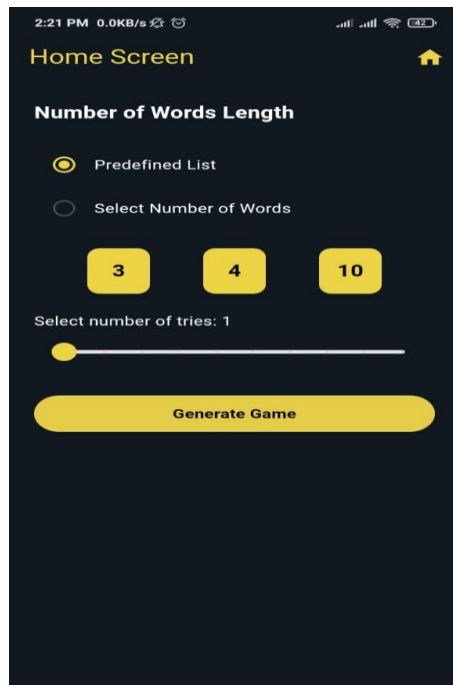 2:21 PM 0.0KB/s 42
Home Screen
Number of Words Length
Predefined List
Select Number of Words
3 4 10
Select number of tries: 1
Generate Game